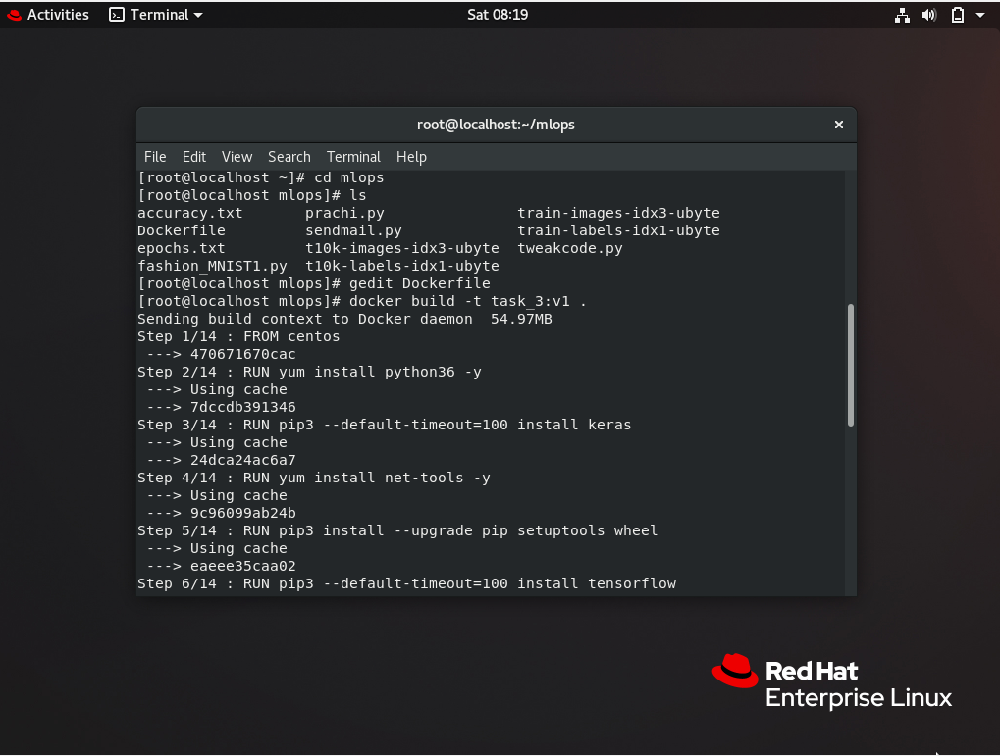 Activities Terminal Sat 08:19
root@localhost:~/mlops
File Edit View Search Terminal Help
[root@localhost ~]# cd mlops
[root@localhost mlops]# ls
accuracy.txt       prachi.py               train-images-idx3-ubyte
Dockerfile         sendmail.py             train-labels-idx1-ubyte
epochs.txt         t10k-images-idx3-ubyte  tweakcode.py
fashion_MNIST1.py  t10k-labels-idx1-ubyte
[root@localhost mlops]# gedit Dockerfile
[root@localhost mlops]# docker build -t task_3:v1 .
Sending build context to Docker daemon  54.97MB
Step 1/14 : FROM centos
 ---> 470671670cac
Step 2/14 : RUN yum install python36 -y
 ---> Using cache
 ---> 7dccdb391346
Step 3/14 : RUN pip3 --default-timeout=100 install keras
 ---> Using cache
 ---> 24dca24ac6a7
Step 4/14 : RUN yum install net-tools -y
 ---> Using cache
 ---> 9c96099ab24b
Step 5/14 : RUN pip3 install --upgrade pip setuptools wheel
 ---> Using cache
 ---> eaeee35caa02
Step 6/14 : RUN pip3 --default-timeout=100 install tensorflow
Red Hat
Enterprise Linux